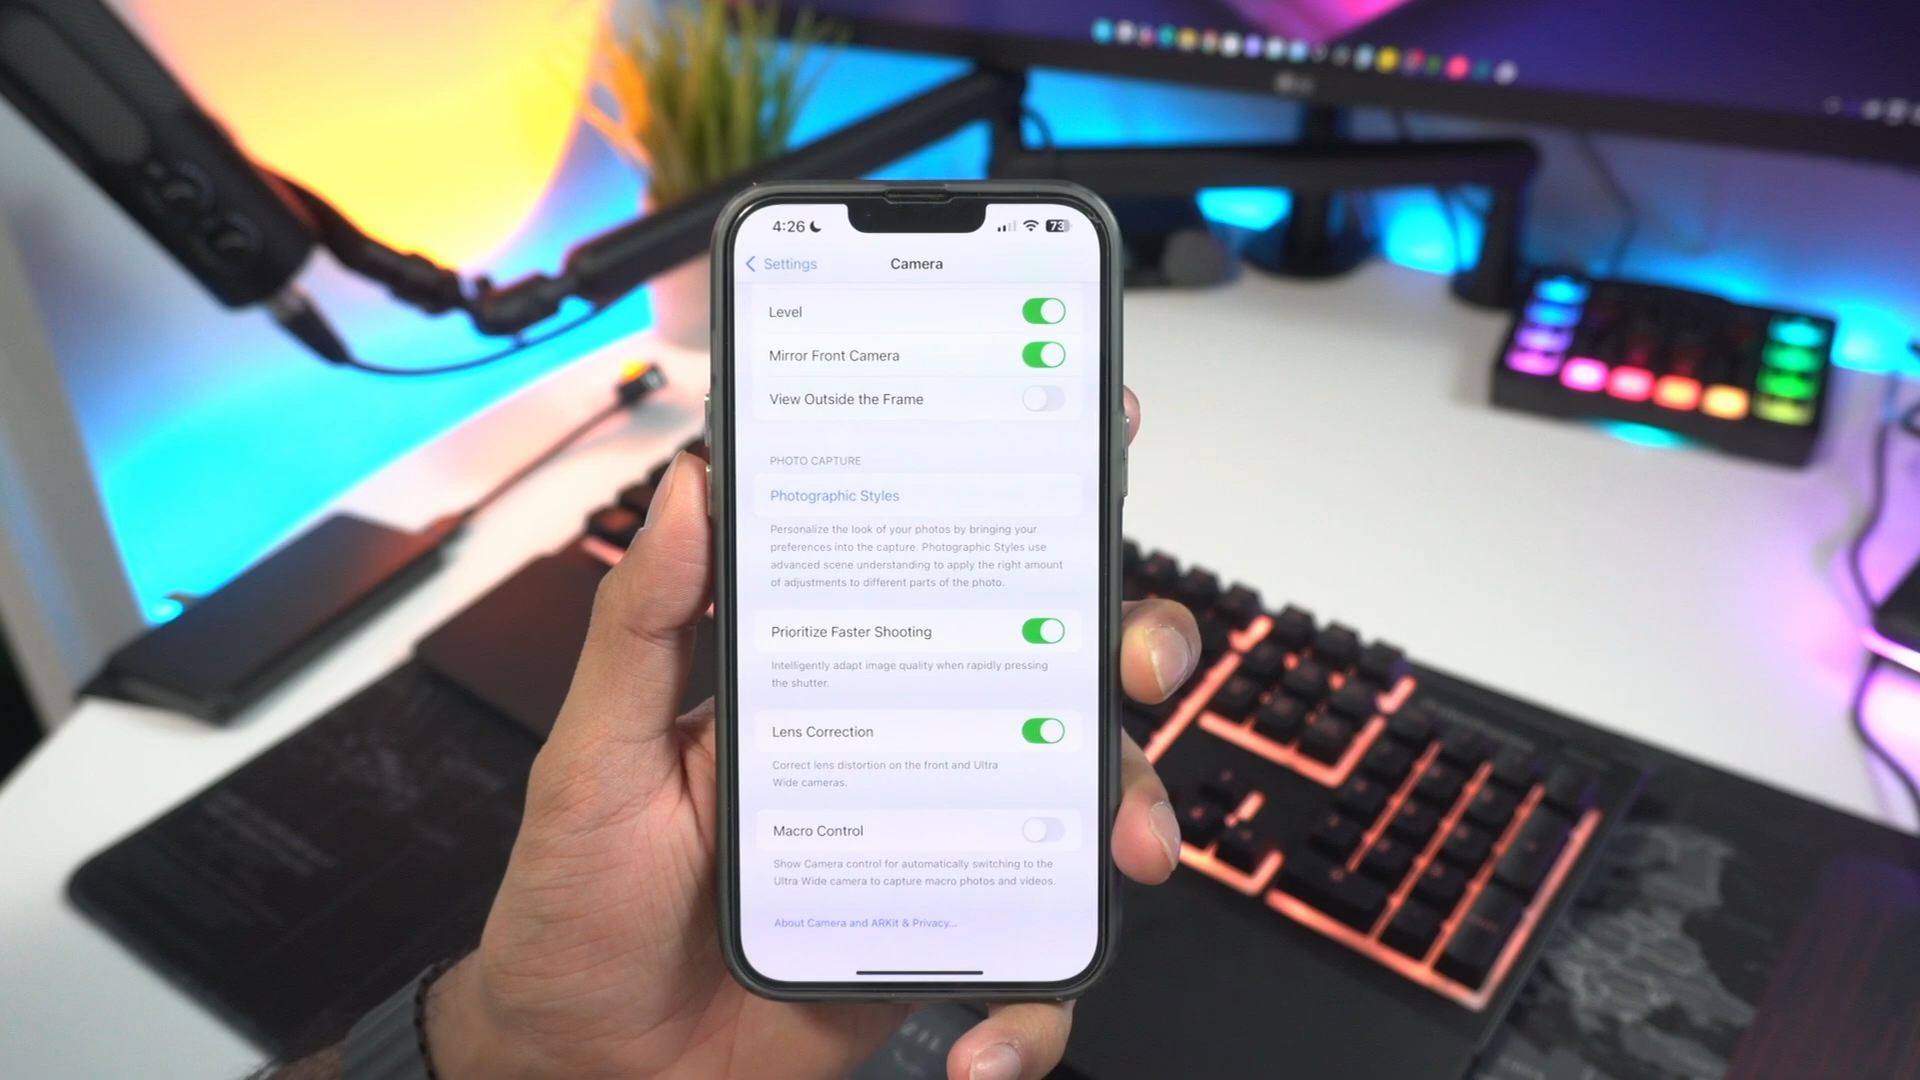 4:26
73
Settings
Camera
Level
Mirror Front Camera
View Outside the Frame
PHOTO CAPTURE
Photographic Styles
Personalize the look of your photos by bringing your
preferences into the capture. Photographic Styles use
advanced scene understanding to apply the right amount
of adjustments to different parts of the photo.
Prioritize Faster Shooting
Intelligently adapt image quality when rapidly pressing
the shutter.
Lens Correction
Correct lens distortion on the front and Ultra
Wide cameras.
Macro Control
Show Camera control for automatically switching to the
Ultra Wide camera to capture macro photos and videos.
About Camera and ARKit & Privacy...